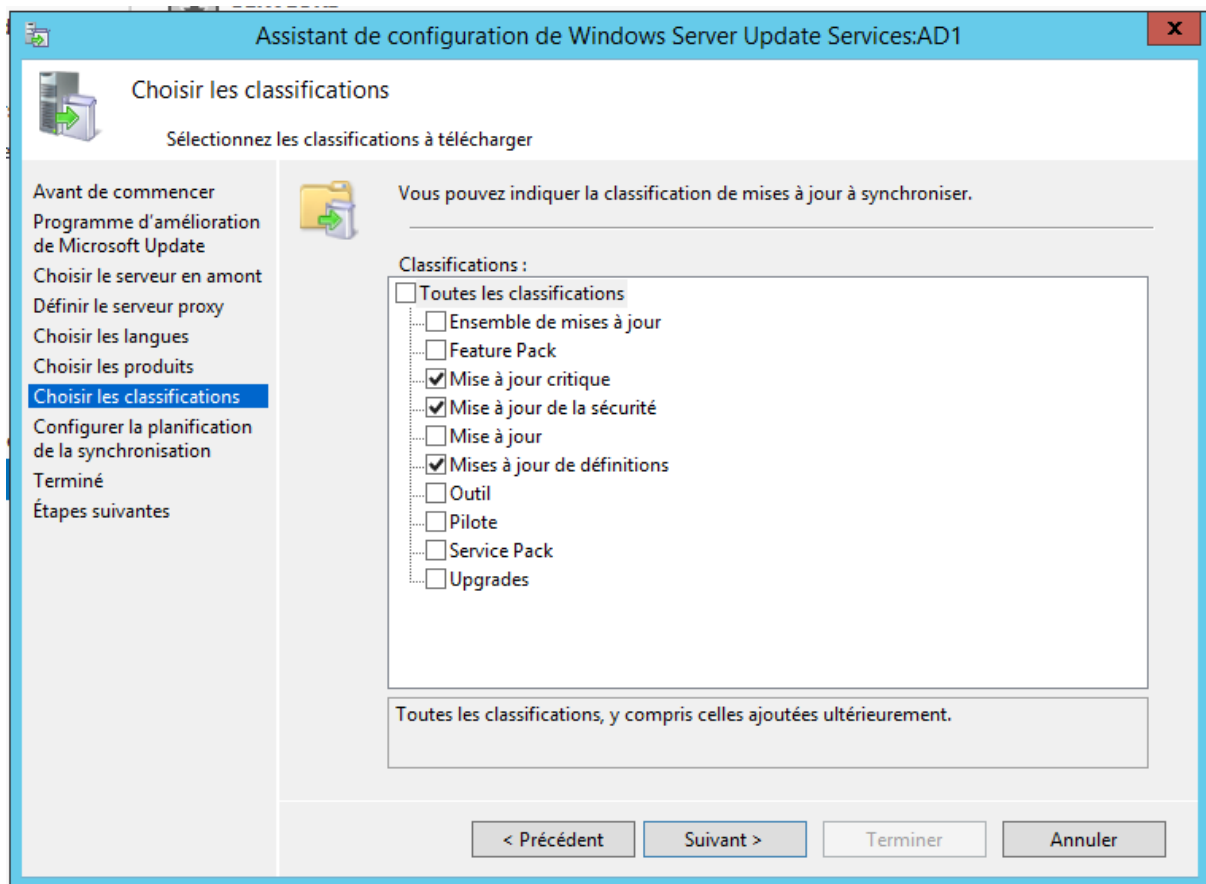 Assistant de configuration de Windows Server Update Services:AD1
x
Choisir les classifications
Sélectionnez les classifications à télécharger
Avant de commencer
Programme d'amélioration
de Microsoft Update
Choisir le serveur en amont
Définir le serveur proxy
Choisir les langues
Choisir les produits
Choisir les classifications
Configurer la planification
de la synchronisation
Terminé
Étapes suivantes
Vous pouvez indiquer la classification de mises à jour à synchroniser.
Classifications :
Toutes les classifications
Ensemble de mises à jour
Feature Pack
Mise à jour critique
Mise à jour de la sécurité
Mise à jour
Mises à jour de définitions
Outil
Pilote
Service Pack
Upgrades
Toutes les classifications, y compris celles ajoutées ultérieurement.
< Précédent
Suivant >
Terminer
Annuler